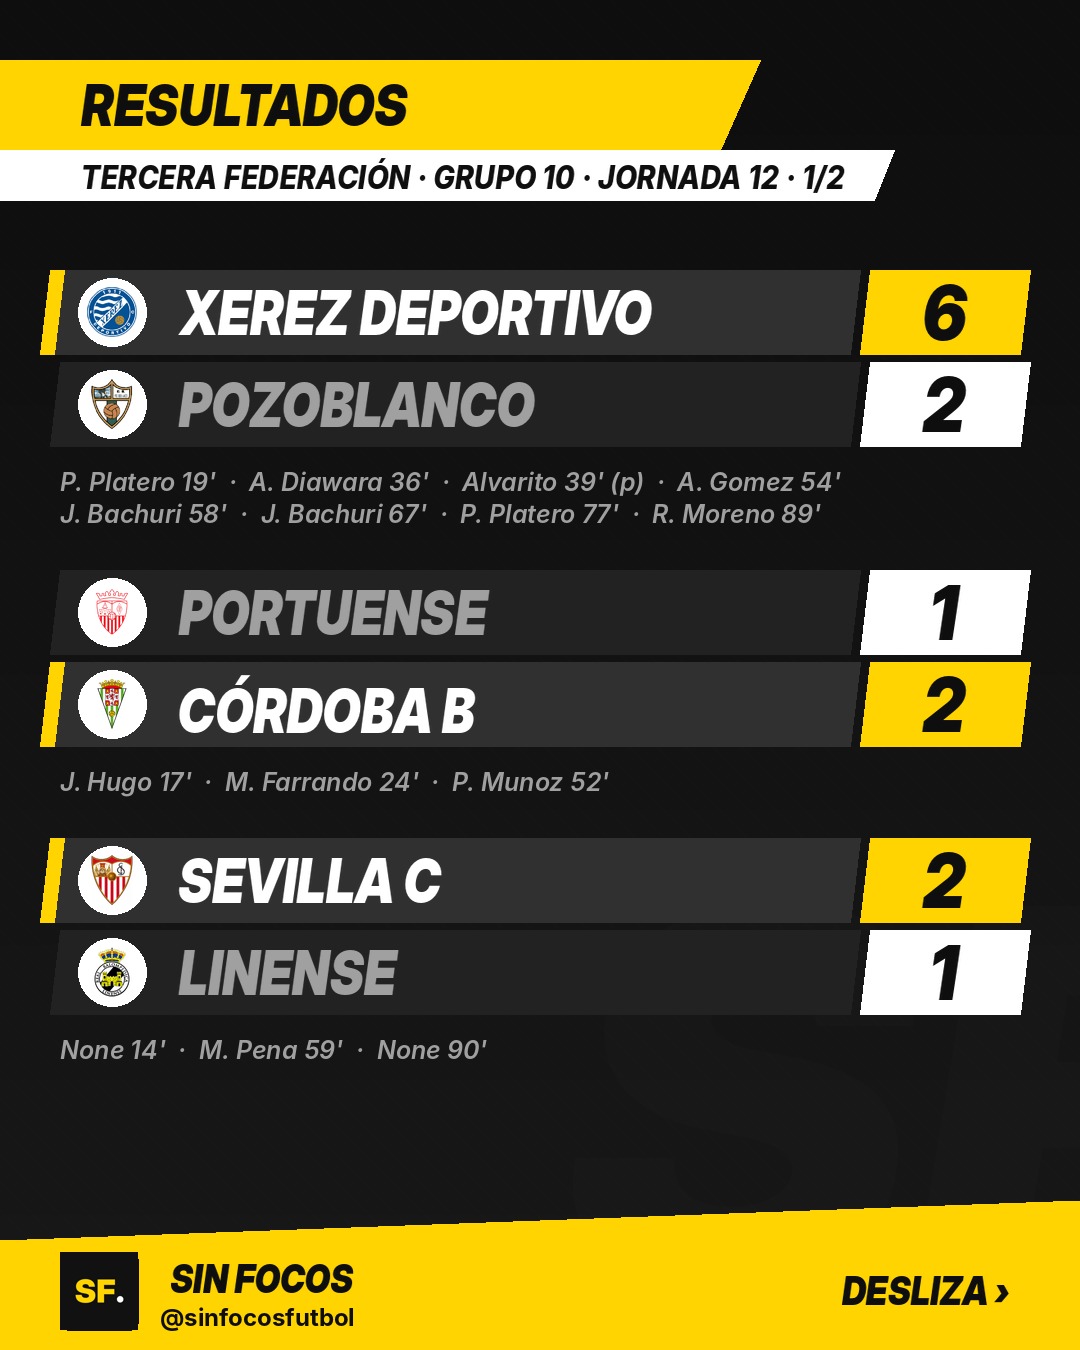 RESULTADOS
TERCERA FEDERACIÓN · GRUPO 10 · JORNADA 12 · 1/2
XEREZ DEPORTIVO 6
POZOBLANCO 2
P. Platero 19' · A. Diawara 36' · Alvarito 39' (p) · A. Gomez 54'
J. Bachuri 58' · J. Bachuri 67' · P. Platero 77' · R. Moreno 89'
PORTUENSE 1
CÓRDOBA B 2
J. Hugo 17' · M. Farrando 24' · P. Munoz 52'
SEVILLA C 2
LINENSE 1
None 14' · M. Pena 59' · None 90'
SF.
SIN FOCOS
@sinfocosfutbol
DESLIZA ›